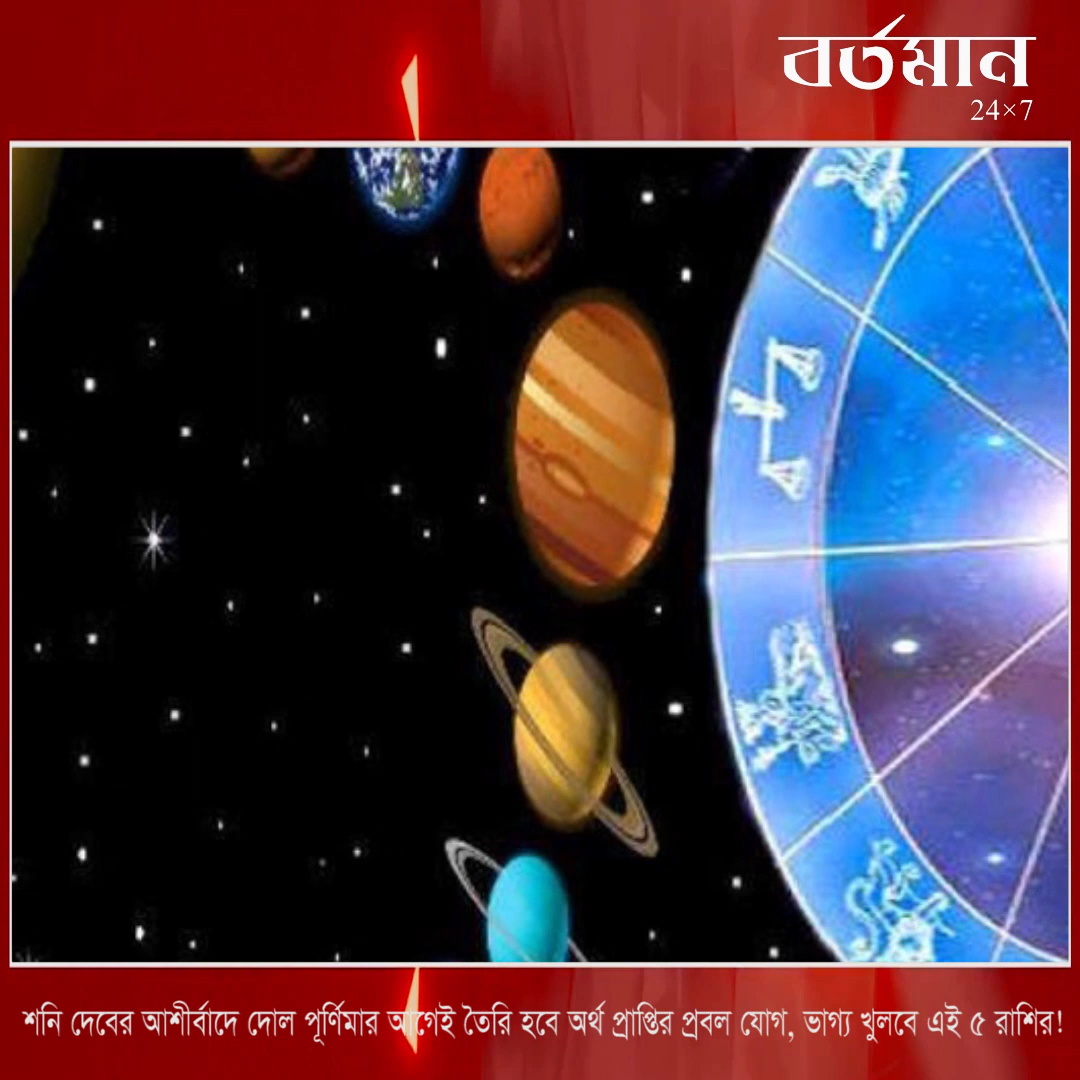 বর্তমান
24×7
শনি দেবের আশীর্বাদে দোল পূর্ণিমার আগেই তৈরি হবে অর্থ প্রাপ্তির প্রবল যোগ, ভাগ্য খুলবে এই ৫ রাশির!